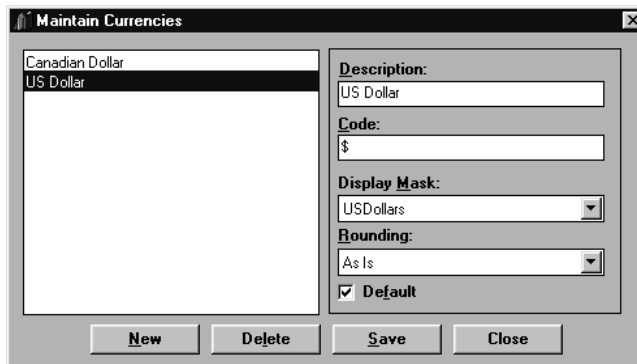 Maintain Currencies
Canadian Dollar
US Dollar
Description:
US Dollar
Code:
$
Display Mask:
USDollars
Rounding:
As Is
Default
New
Delete
Save
Close